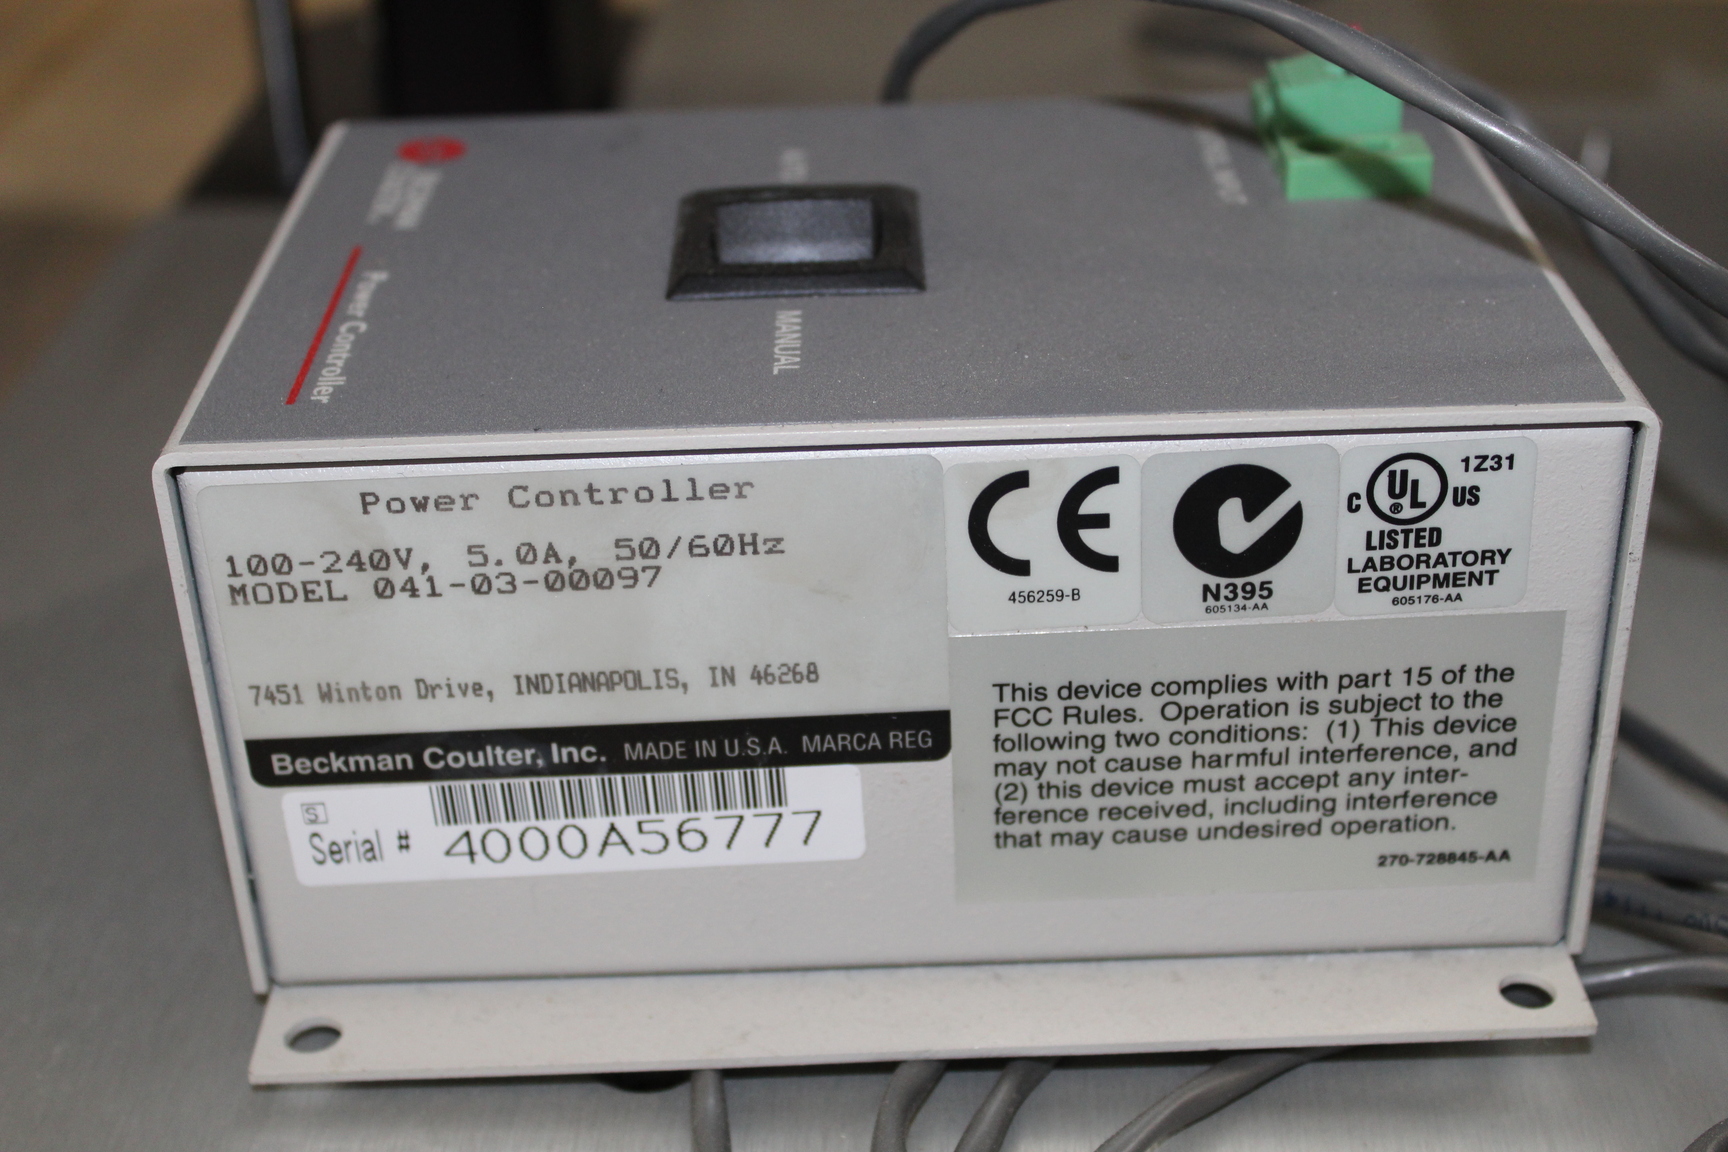 BECKMAN
COULTER
Power Controller
MANUAL
Power Controller
100-240V, 5.0A, 50/60Hz
MODEL 041-03-00097
7451 Winton Drive, INDIANAPOLIS, IN 46268
Beckman Coulter, Inc. MADE IN U.S.A. MARCA REG
S
Serial # 4000A56777
CE
456259-B
N395
605134-AA
1Z31
C UL ® US
LISTED
LABORATORY
EQUIPMENT
605176-AA
This device complies with part 15 of the
FCC Rules. Operation is subject to the
following two conditions: (1) This device
may not cause harmful interference, and
(2) this device must accept any inter-
ference received, including interference
that may cause undesired operation.
270-728845-AA